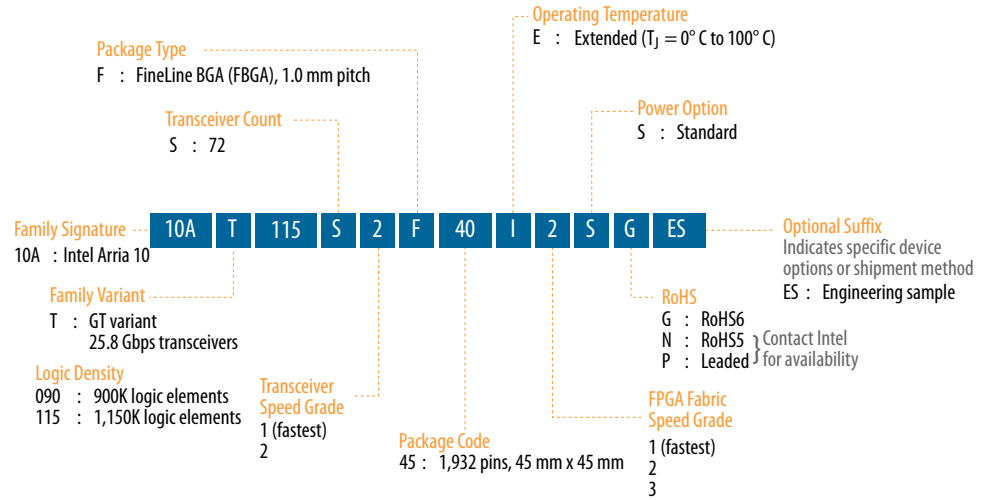 Operating Temperature
E : Extended (TJ = 0° C to 100° C)
Package Type
F : FineLine BGA (FBGA), 1.0 mm pitch
Transceiver Count
S : 72
Power Option
S : Standard
Family Signature
10A : Intel Arria 10
10A T 115 S 2 F 40 I 2 S G ES
Optional Suffix
Indicates specific device
options or shipment method
ES : Engineering sample
Family Variant
T : GT variant
25.8 Gbps transceivers
RoHS
G : RoHS6
N : RoHS5
P : Leaded
} Contact Intel
for availability
Logic Density
090 : 900K logic elements
115 : 1,150K logic elements
Transceiver
Speed Grade
1 (fastest)
2
Package Code
45 : 1,932 pins, 45 mm x 45 mm
FPGA Fabric
Speed Grade
1 (fastest)
2
3